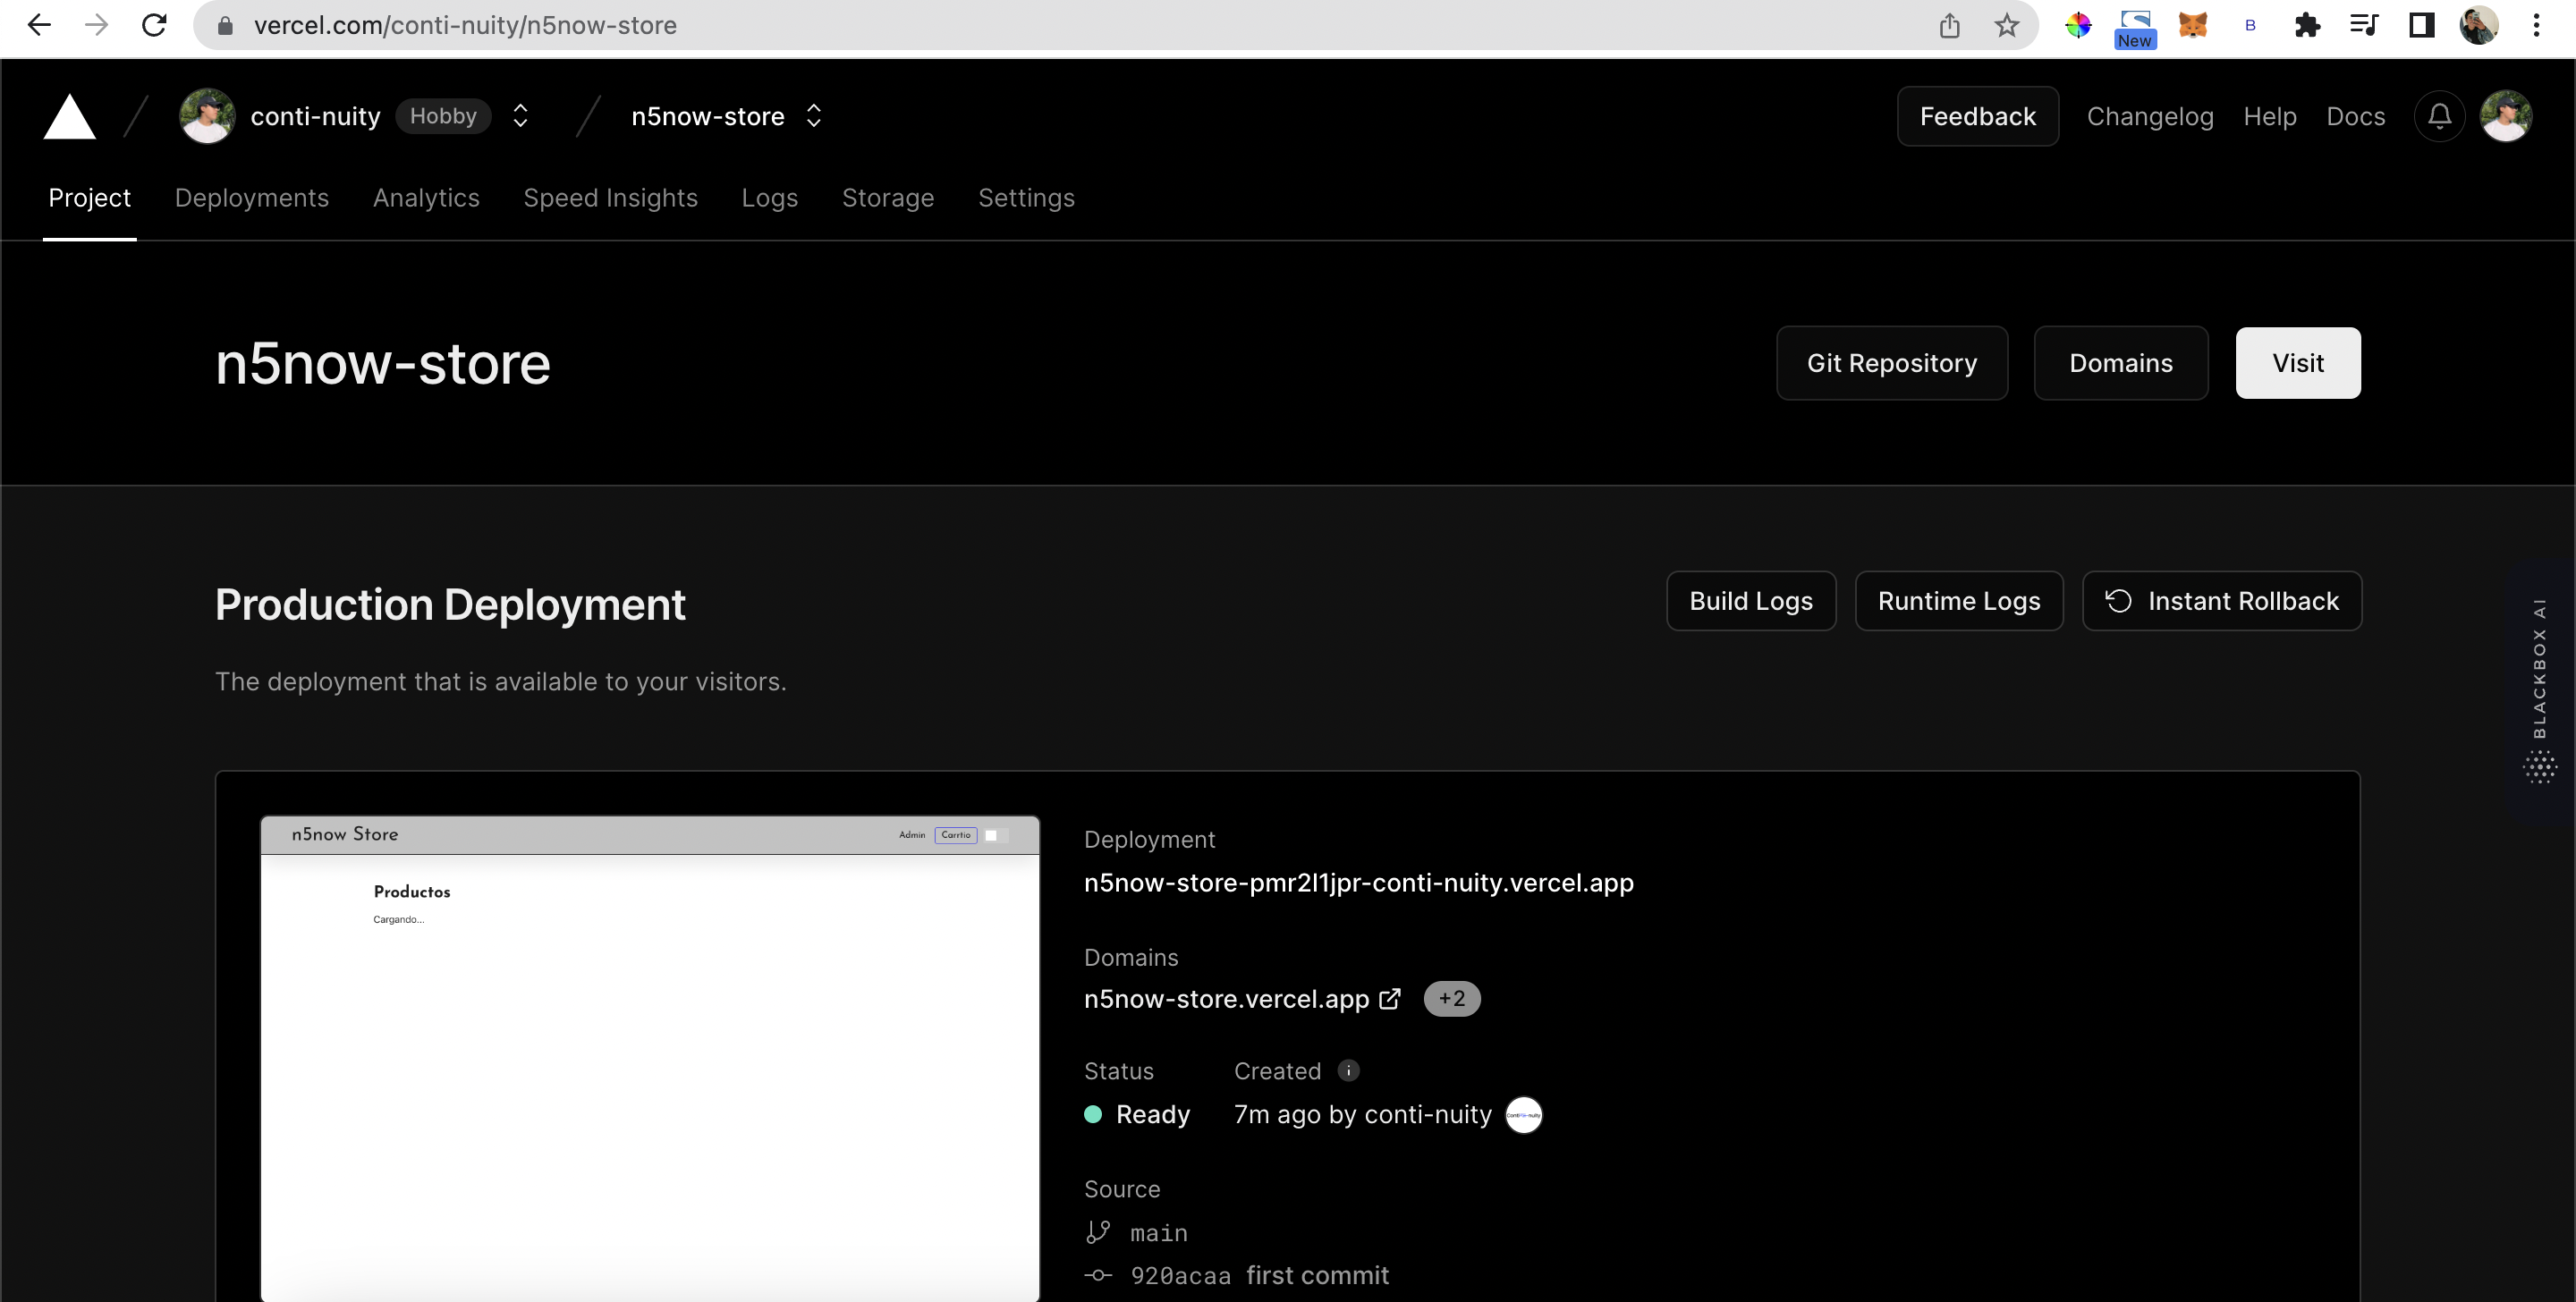 vercel.com/conti-nuity/n5now-store
New
B
conti-nuity Hobby n5now-store Feedback Changelog Help Docs
Project Deployments Analytics Speed Insights Logs Storage Settings
n5now-store Git Repository Domains Visit
Production Deployment Build Logs Runtime Logs Instant Rollback
The deployment that is available to your visitors.
BLACKBOX AI
n5now Store Admin Carrtio
Productos
Cargando...
Deployment
n5now-store-pmr2l1jpr-conti-nuity.vercel.app
Domains
n5now-store.vercel.app +2
Status Created
Ready 7m ago by conti-nuity
Source
main
920acaa first commit